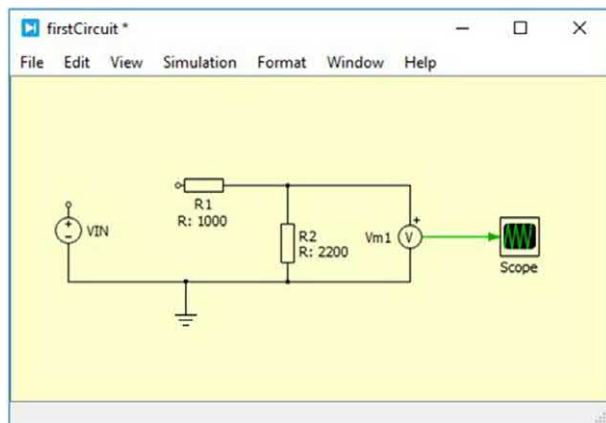 firstCircuit *
File Edit View Simulation Format Window Help
R1
R: 1000
VIN
R2
R: 2200
Vm1
+
V
Scope